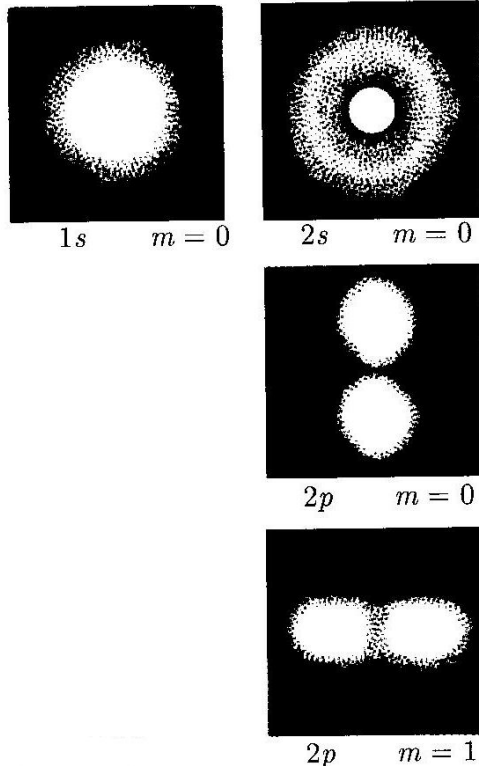 1s m = 0 2s m = 0
2p m = 0
2p m = 1